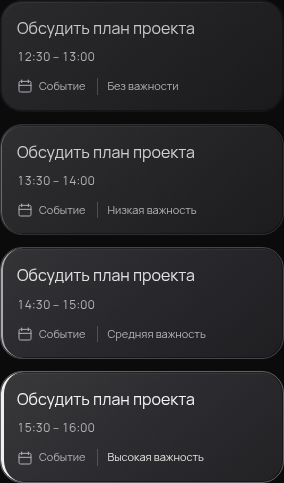 Обсудить план проекта
12:30 – 13:00
Событие Без важности
Обсудить план проекта
13:30 – 14:00
Событие Низкая важность
Обсудить план проекта
14:30 – 15:00
Событие Средняя важность
Обсудить план проекта
15:30 – 16:00
Событие Высокая важность